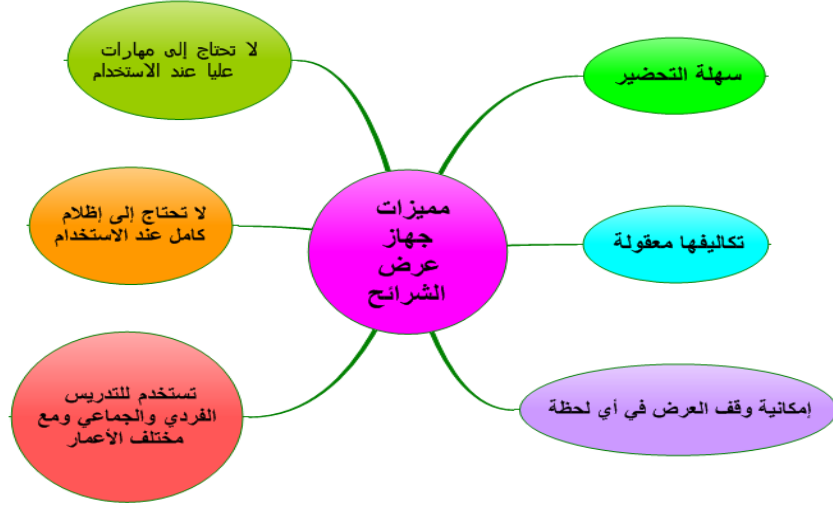 مميزات
جهاز
عرض
الشرائح
سهلة التحضير
تكاليفها معقولة
إمكانية وقف العرض في أي لحظة
لا تحتاج إلى مهارات
عليا عند الاستخدام
لا تحتاج إلى إظلام
كامل عند الاستخدام
تستخدم للتدريس
الفردي والجماعي ومع
مختلف الأعمار